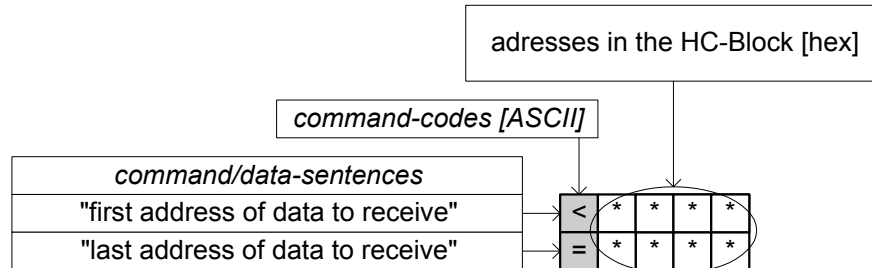 adresses in the HC-Block [hex]
command-codes [ASCII]
command/data-sentences
"first address of data to receive" < * * * *
"last address of data to receive" = * * * *